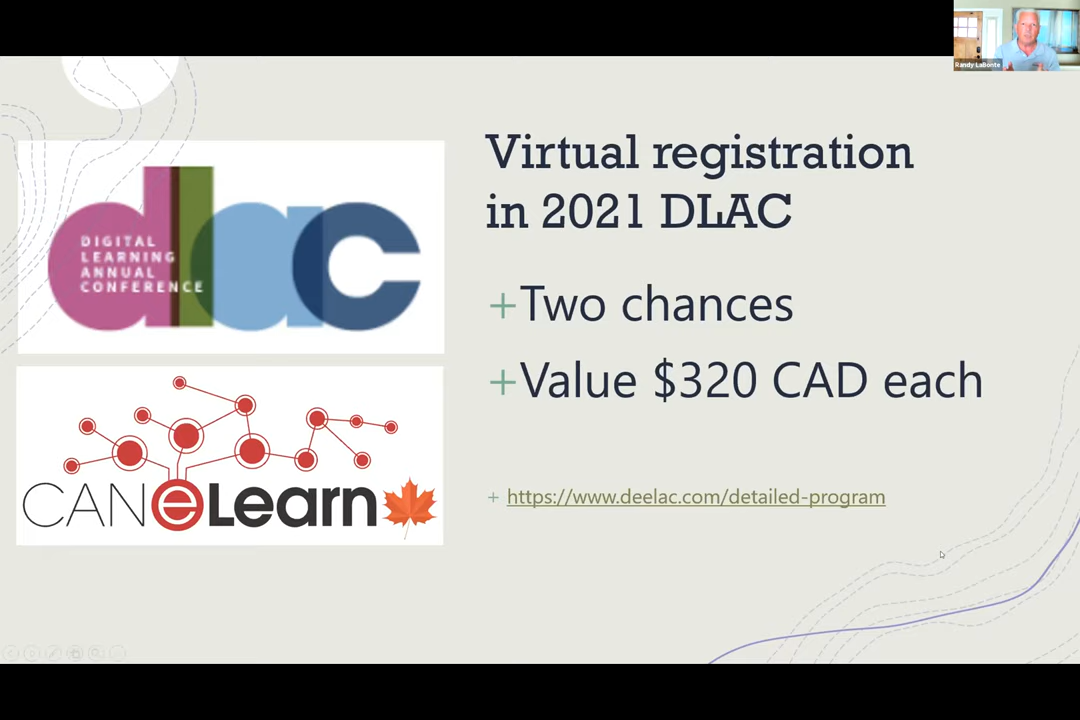 Randy LaBonte
DIGITAL
LEARNING
ANNUAL
CONFERENCE
dlac
CANeLearn
Virtual registration
in 2021 DLAC
+Two chances
+Value $320 CAD each
+ https://www.deelac.com/detailed-program